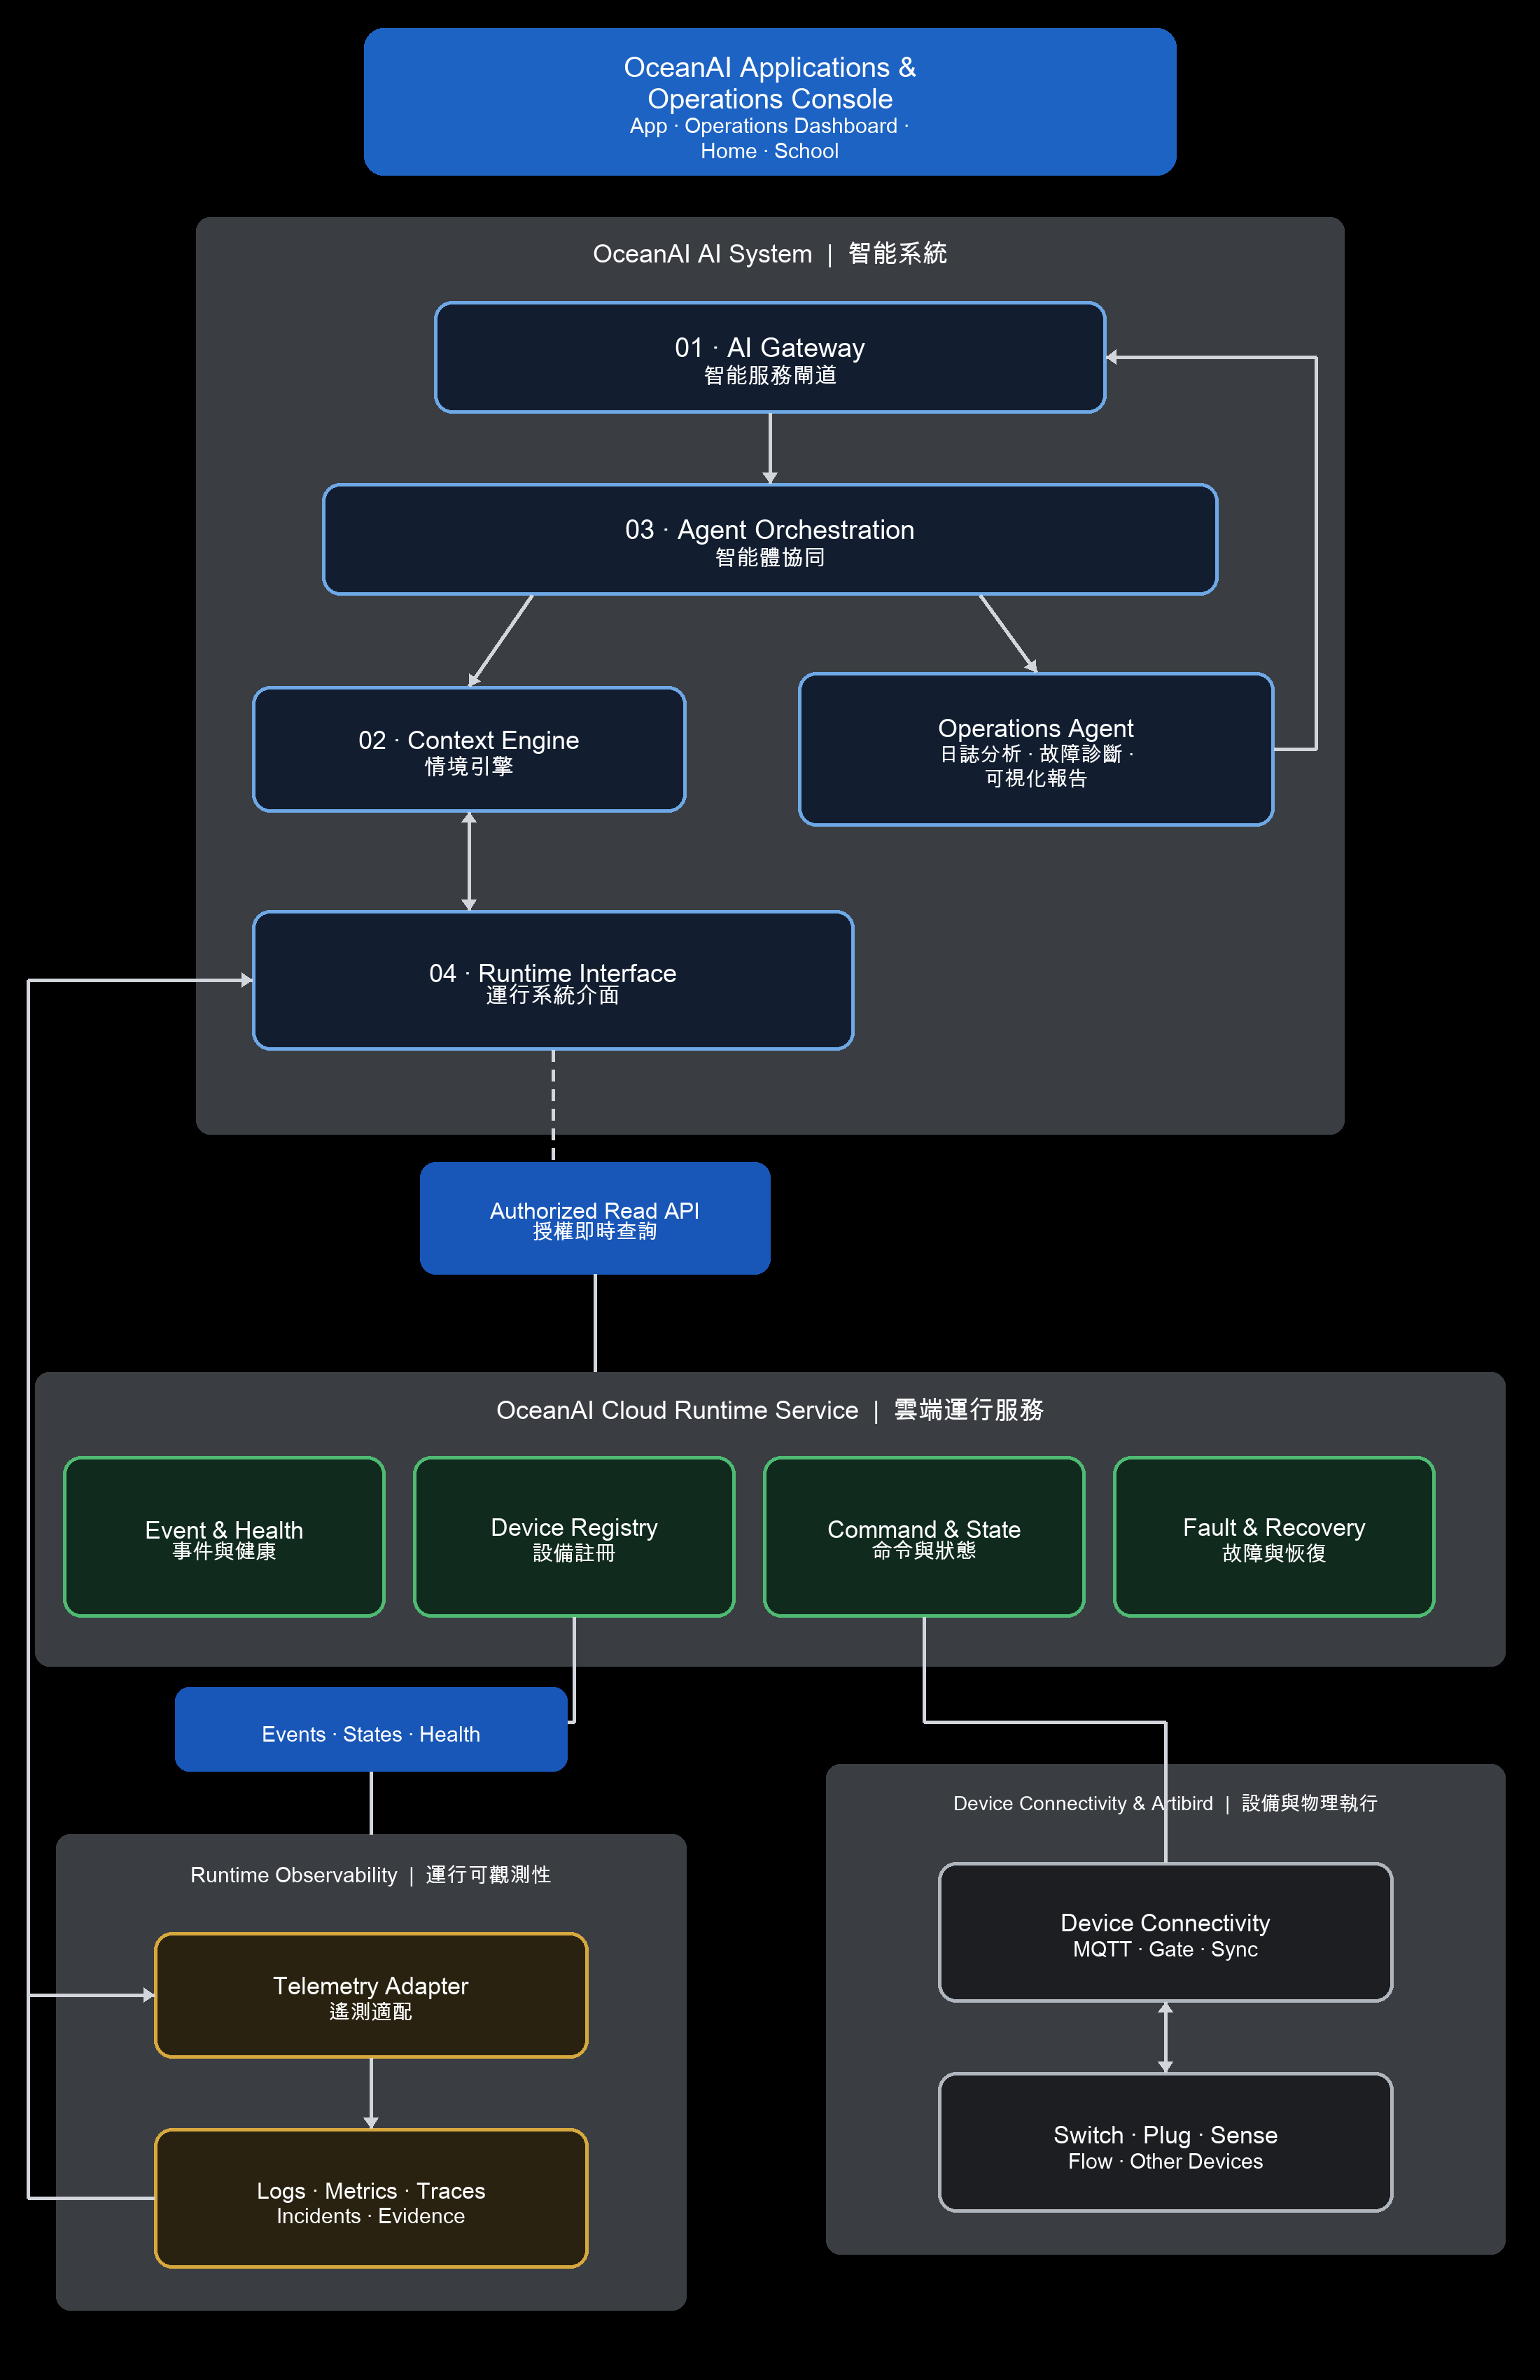 OceanAI Applications &
Operations Console
App · Operations Dashboard ·
Home · School
OceanAI AI System | 智能系統
01 · AI Gateway
智能服務閘道
03 · Agent Orchestration
智能體協同
02 · Context Engine
情境引擎
Operations Agent
日誌分析 · 故障診斷 ·
可視化報告
04 · Runtime Interface
運行系統介面
Authorized Read API
授權即時查詢
OceanAI Cloud Runtime Service | 雲端運行服務
Event & Health
事件與健康
Device Registry
設備註冊
Command & State
命令與狀態
Fault & Recovery
故障與恢復
Events · States · Health
Device Connectivity & Artibird | 設備與物理執行
Runtime Observability | 運行可觀測性
Device Connectivity
MQTT · Gate · Sync
Telemetry Adapter
遙測適配
Switch · Plug · Sense
Flow · Other Devices
Logs · Metrics · Traces
Incidents · Evidence